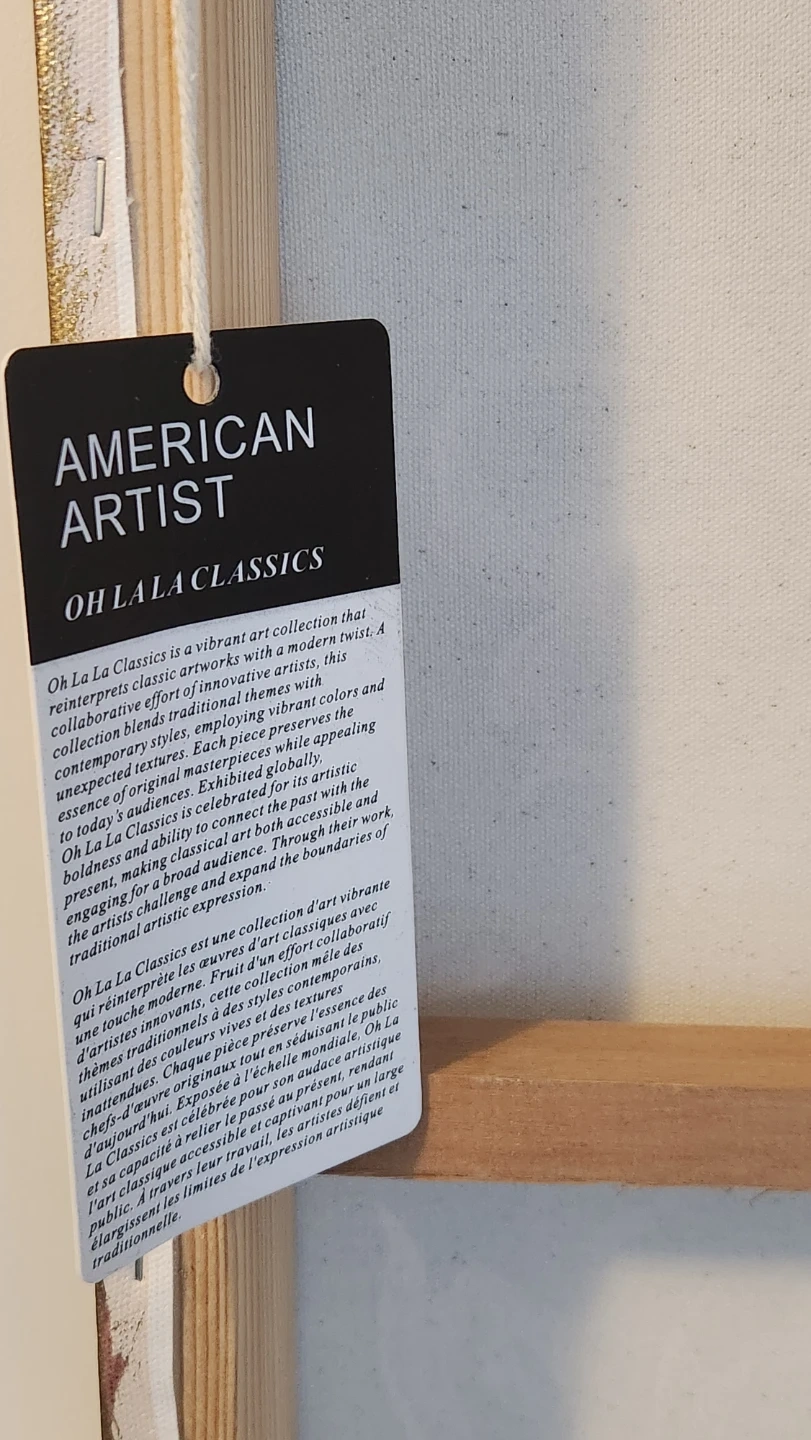 AMERICAN
ARTIST
OH LA LA CLASSICS
Oh La La Classics is a vibrant art collection that
reinterprets classic artworks with a modern twist. A
collaborative effort of innovative artists, this
collection blends traditional themes with
contemporary styles, employing vibrant colors and
unexpected textures. Each piece preserves the
essence of original masterpieces while appealing
to today's audiences. Exhibited globally,
Oh La La Classics is celebrated for its artistic
boldness and ability to connect the past with the
present, making classical art both accessible and
engaging for a broad audience. Through their work,
the artists challenge and expand the boundaries of
traditional artistic expression.
Oh La La Classics est une collection d'art vibrante
qui réinterprète les œuvres d'art classiques avec
une touche moderne. Fruit d'un effort collaboratif
d'artistes innovants, cette collection mêle des
thèmes traditionnels à des styles contemporains,
utilisant des couleurs vives et des textures
inattendues. Chaque pièce préserve l'essence des
chefs-d'œuvre originaux tout en séduisant le public
d'aujourd'hui. Exposée à l'échelle mondiale, Oh La
La Classics est célébrée pour son audace artistique
et sa capacité à relier le passé au présent, rendant
l'art classique accessible et captivant pour un large
public. À travers leur travail, les artistes défient et
élargissent les limites de l'expression artistique
traditionnelle.